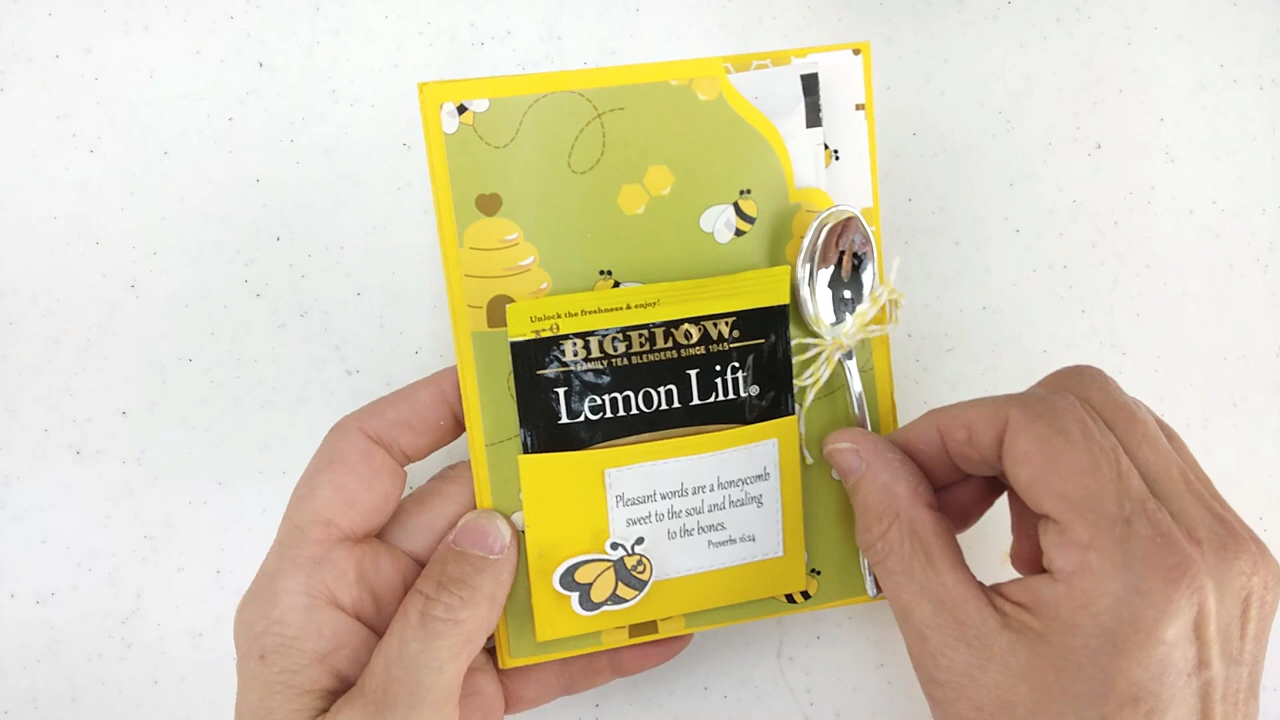 Unlock the freshness & enjoy!
BIGELOW®
FAMILY TEA BLENDERS SINCE 1945
Lemon Lift®
Pleasant words are a honeycomb
sweet to the soul and healing
to the bones.
Proverbs 16:24